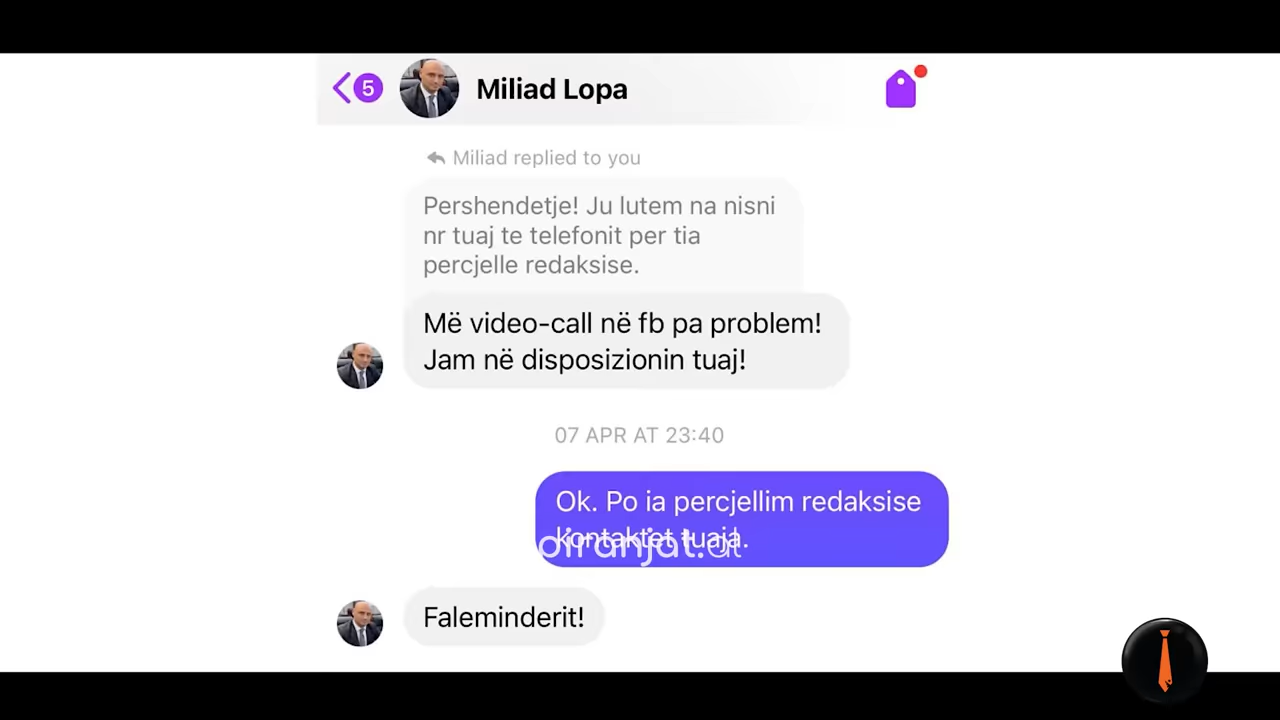 5
Miliad Lopa
Miliad replied to you
Pershendetje! Ju lutem na nisni
nr tuaj te telefonit per tia
percjelle redaksise.
Më video-call në fb pa problem!
Jam në disposizionin tuaj!
07 APR AT 23:40
Ok. Po ia percjellim redaksise
kontaktet tuaja.
Faleminderit!